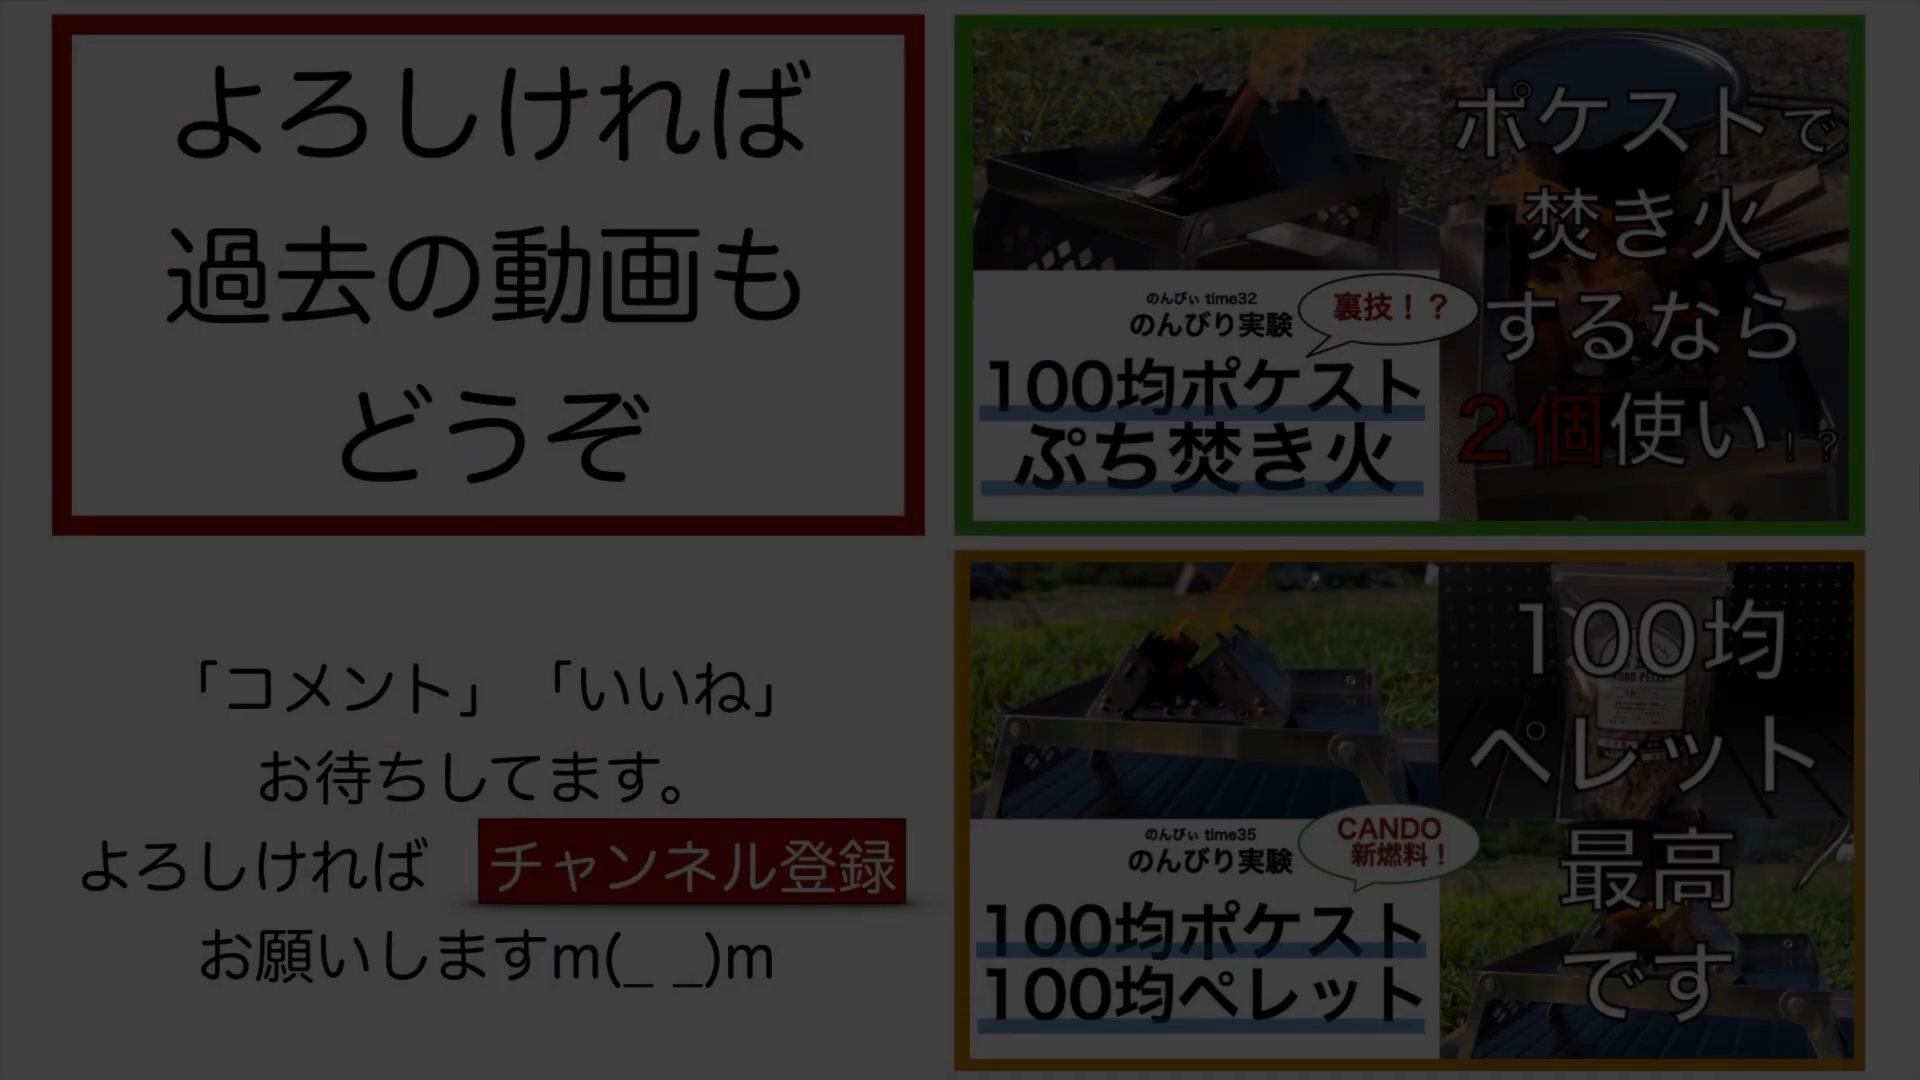 よろしければ
過去の動画も
どうぞ
「コメント」「いいね」
お待ちしてます。
よろしければ チャンネル登録
お願いしますm(_ _)m
のんびぃ time32
のんびり実験
裏技！？
100均ポケスト
ぷち焚き火
ポケストで
焚き火
するなら
２個使い！？
のんびぃ time35
のんびり実験
CANDO
新燃料！
100均ポケスト
100均ペレット
100均
ペレット
最高
です
WOOD PELLET